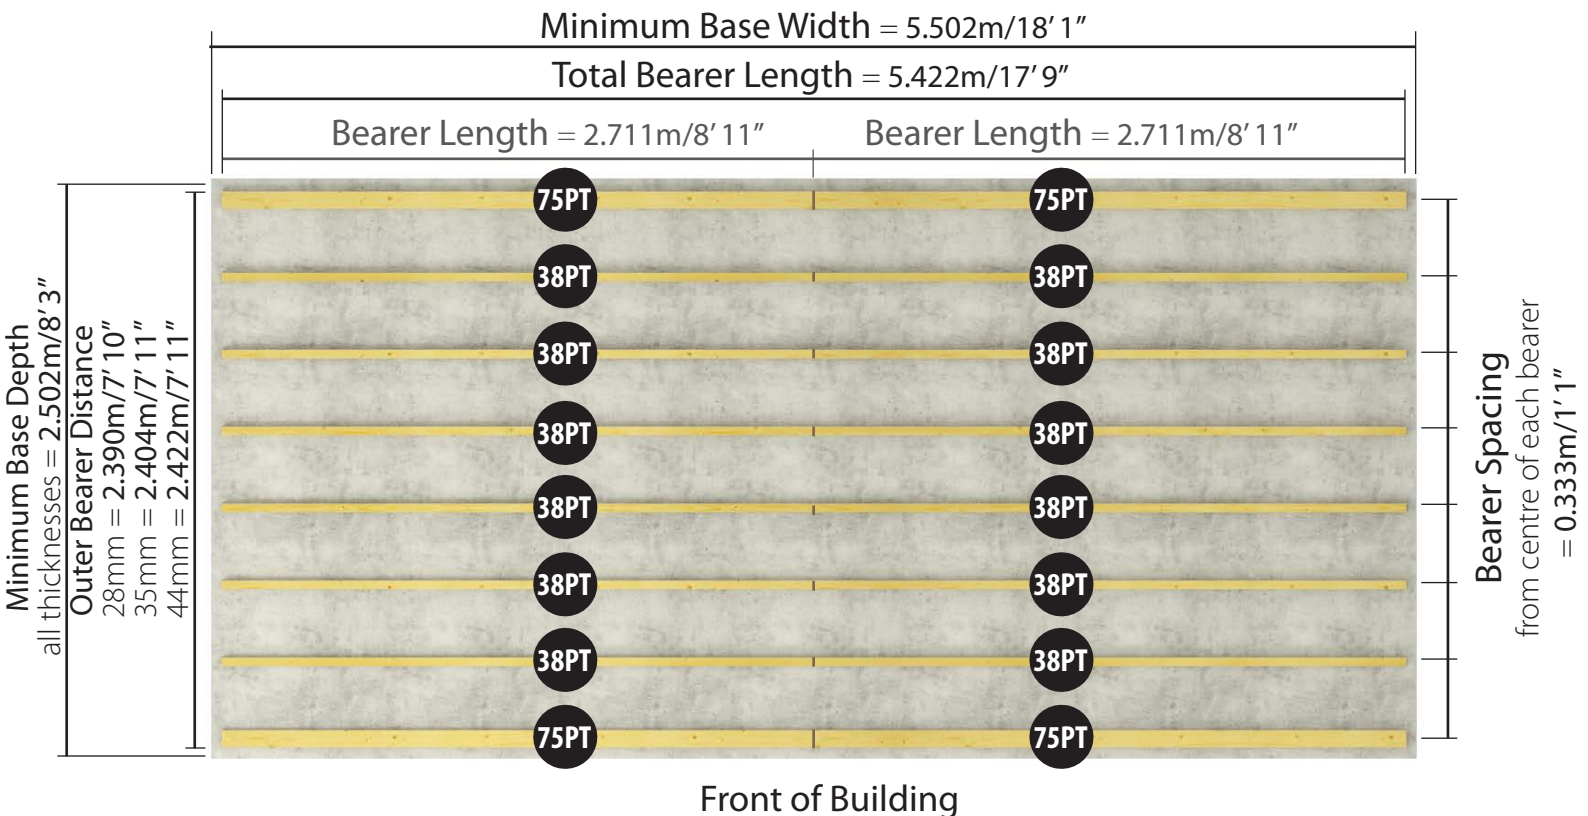 Minimum Base Width = 5.502m/18' 1"
Total Bearer Length = 5.422m/17' 9"
Bearer Length = 2.711m/8' 11"
Bearer Length = 2.711m/8' 11"
Minimum Base Depth
all thicknesses = 2.502m/8' 3"
Outer Bearer Distance
28mm = 2.390m/7' 10"
35mm = 2.404m/7' 11"
44mm = 2.422m/7' 11"
75PT 75PT
38PT 38PT
38PT 38PT
38PT 38PT
38PT 38PT
38PT 38PT
38PT 38PT
75PT 75PT
Bearer Spacing
from centre of each bearer
= 0.333m/1' 1"
Front of Building